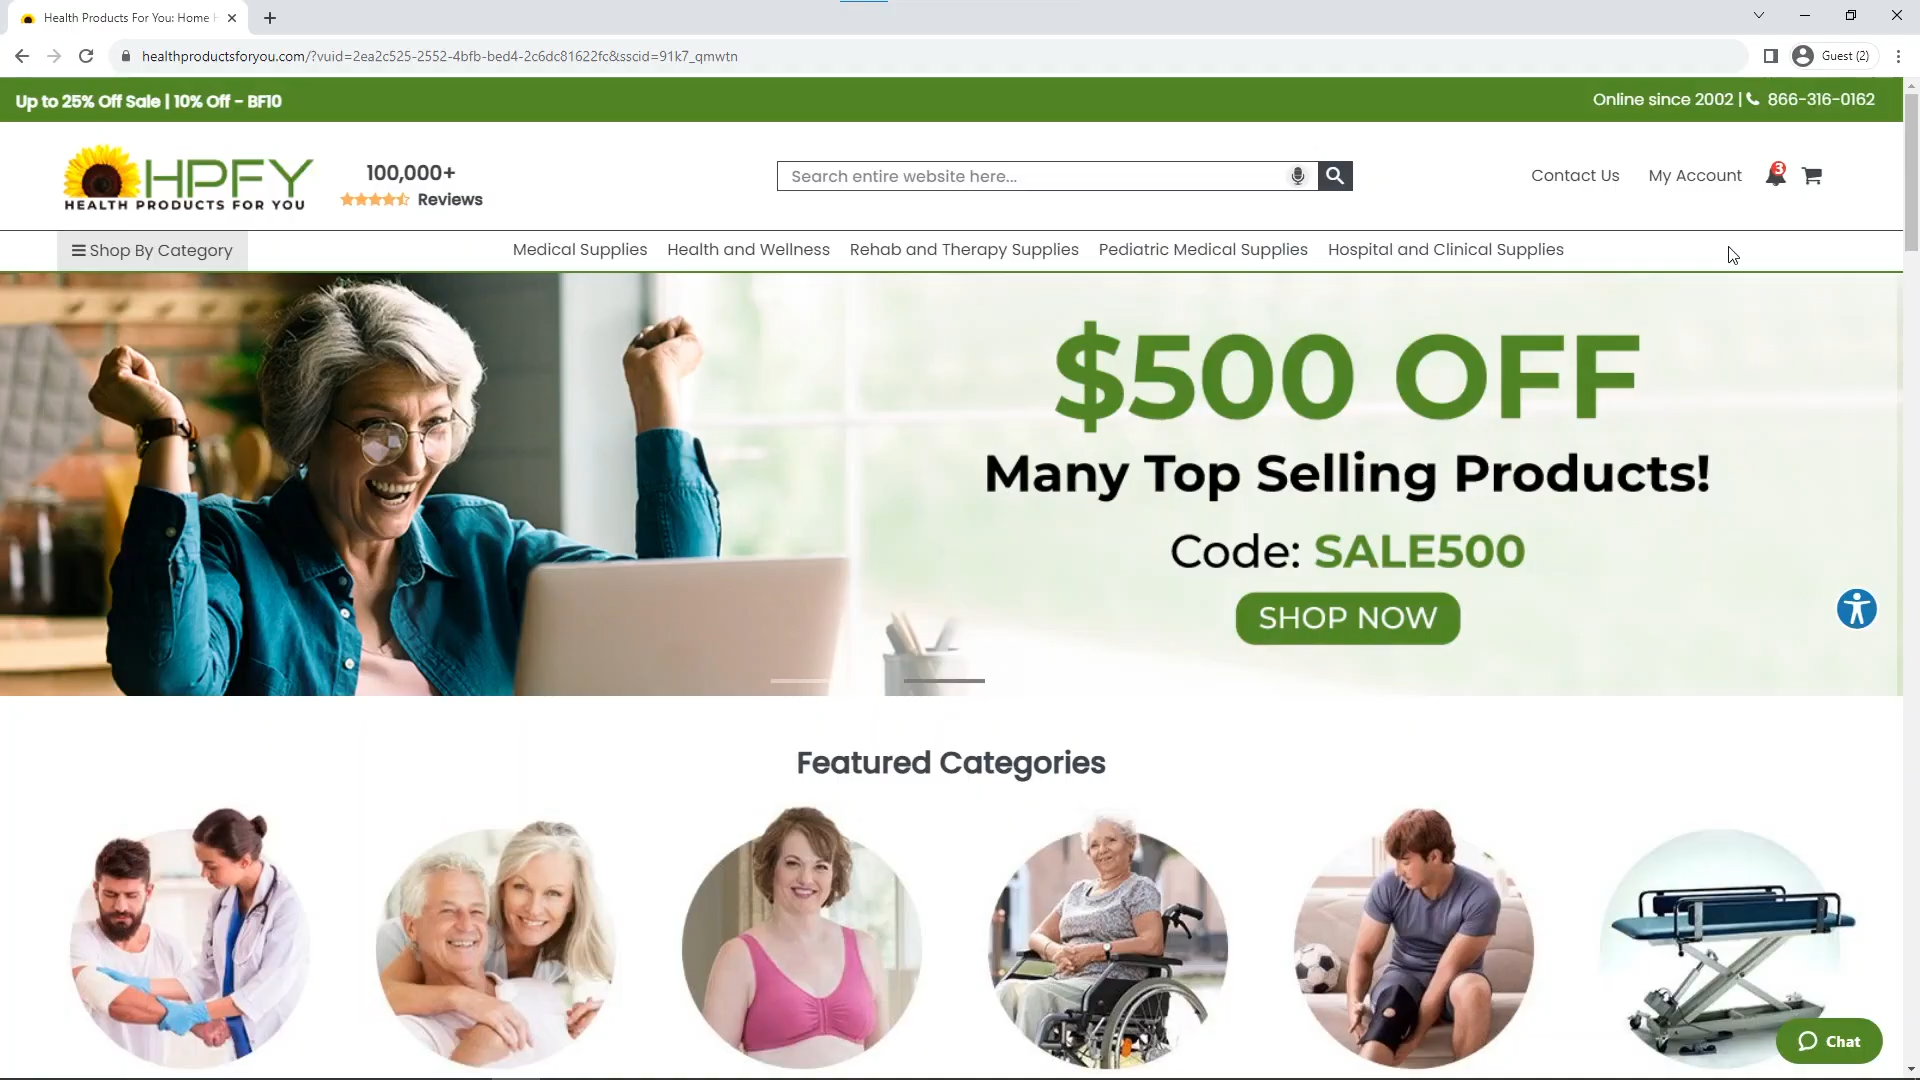 Health Products For You: Home
healthproductsforyou.com/?vuid=2ea2c525-2552-4bfb-bed4-2c6dc81622fc&sscid=91k7_qmwtn
Guest (2)
Up to 25% Off Sale | 10% Off - BF10
Online since 2002 | 866-316-0162
HPFY
HEALTH PRODUCTS FOR YOU
100,000+
Reviews
Search entire website here...
Contact Us
My Account
3
Shop By Category
Medical Supplies
Health and Wellness
Rehab and Therapy Supplies
Pediatric Medical Supplies
Hospital and Clinical Supplies
$500 OFF
Many Top Selling Products!
Code: SALE500
SHOP NOW
Featured Categories
Chat